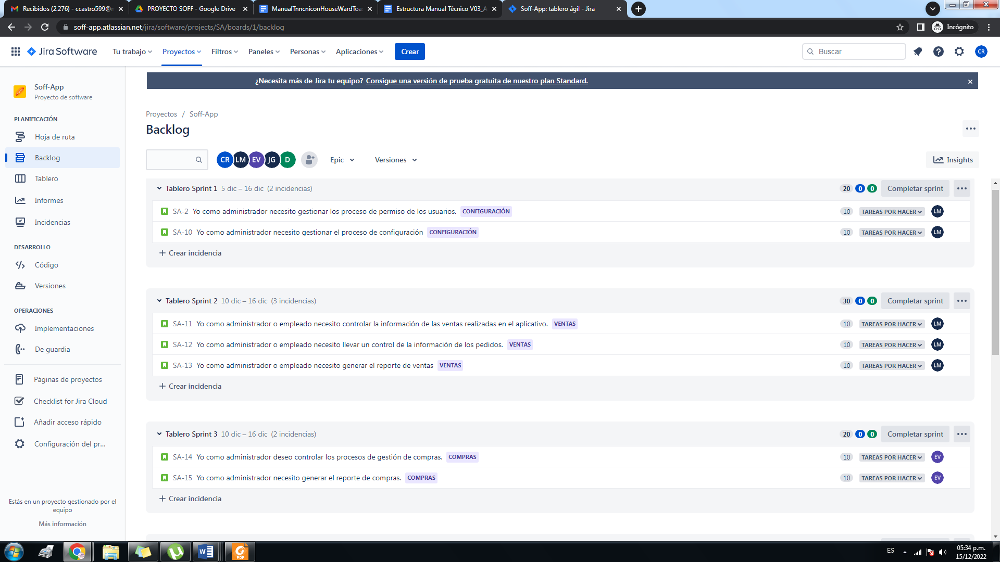 Recibidos (2.276) - ccastro599@
PROYECTO SOFF - Google Drive
ManualTnncniconHouseWardToa
Estructura Manual Técnico V03_A
Soff-App: tablero ágil - Jira
soff-app.atlassian.net/jira/software/projects/SA/boards/1/backlog
Incógnito
Jira Software
Tu trabajo
Proyectos
Filtros
Paneles
Personas
Aplicaciones
Crear
Buscar
CR
Soff-App
Proyecto de software
PLANIFICACIÓN
Hoja de ruta
Backlog
Tablero
Informes
Incidencias
DESARROLLO
Código
Versiones
OPERACIONES
Implementaciones
De guardia
Páginas de proyectos
Checklist for Jira Cloud
Añadir acceso rápido
Configuración del pr...
Estás en un proyecto gestionado por el
equipo
Más información
¿Necesita más de Jira tu equipo? Consigue una versión de prueba gratuita de nuestro plan Standard.
Proyectos / Soff-App
Backlog
CR LM EV JG D
Epic
Versiones
Insights
Tablero Sprint 1 5 dic – 16 dic (2 incidencias) 20 0 0 Completar sprint
SA-2 Yo como administrador necesito gestionar los proceso de permiso de los usuarios. CONFIGURACIÓN 10 TAREAS POR HACER LM
SA-10 Yo como administrador necesito gestionar el proceso de configuración CONFIGURACIÓN 10 TAREAS POR HACER LM
+ Crear incidencia
Tablero Sprint 2 10 dic – 16 dic (3 incidencias) 30 0 0 Completar sprint
SA-11 Yo como administrador o empleado necesito controlar la información de las ventas realizadas en el aplicativo. VENTAS 10 TAREAS POR HACER LM
SA-12 Yo como administrador o empleado necesito llevar un control de la información de los pedidos. VENTAS 10 TAREAS POR HACER LM
SA-13 Yo como administrador o empleado necesito generar el reporte de ventas VENTAS 10 TAREAS POR HACER LM
+ Crear incidencia
Tablero Sprint 3 10 dic – 16 dic (2 incidencias) 20 0 0 Completar sprint
SA-14 Yo como administrador deseo controlar los procesos de gestión de compras. COMPRAS 10 TAREAS POR HACER EV
SA-15 Yo como administrador necesito generar el reporte de compras. COMPRAS 10 TAREAS POR HACER EV
+ Crear incidencia
PDF
ES
05:34 p.m.
15/12/2022